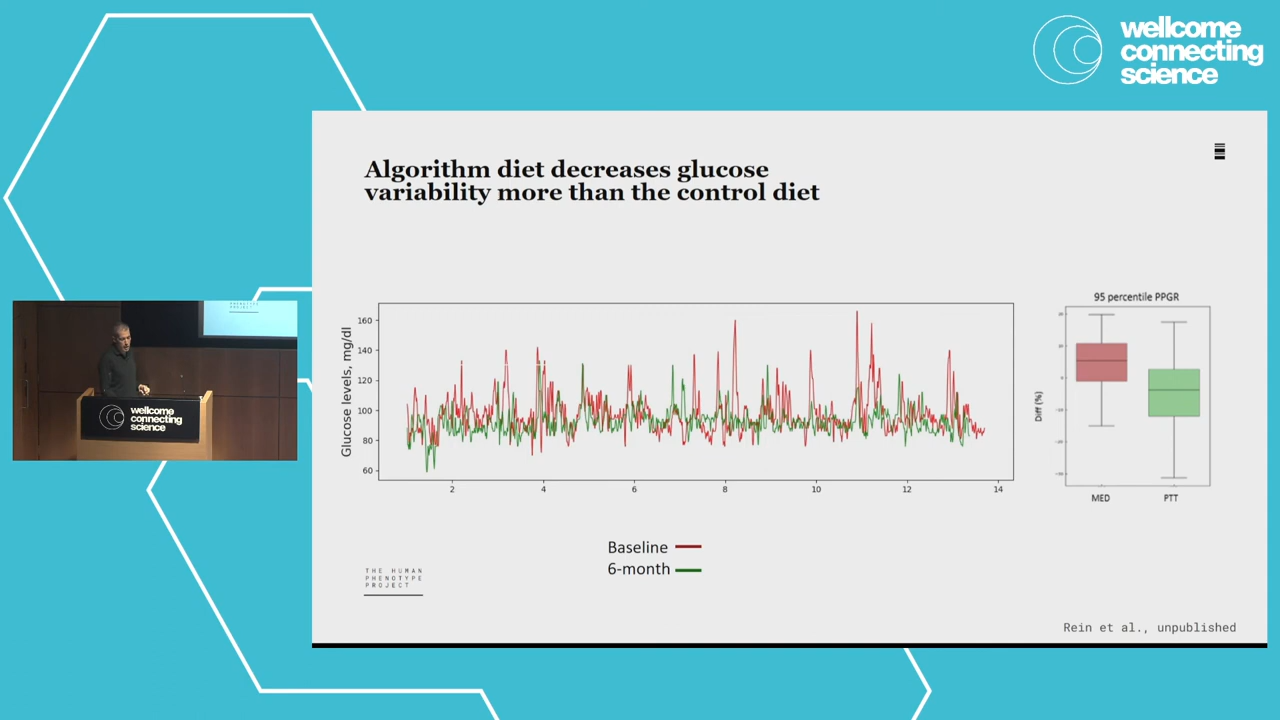 wellcome
connecting
science
Algorithm diet decreases glucose
variability more than the control diet
Glucose levels, mg/dl
160
140
120
100
80
60
2
4
6
8
10
12
14
95 percentile PPGR
Diff (%)
MED
PTT
Baseline
6-month
THE HUMAN
PHENOTYPE
PROJECT
Rein et al., unpublished
wellcome
connecting
science